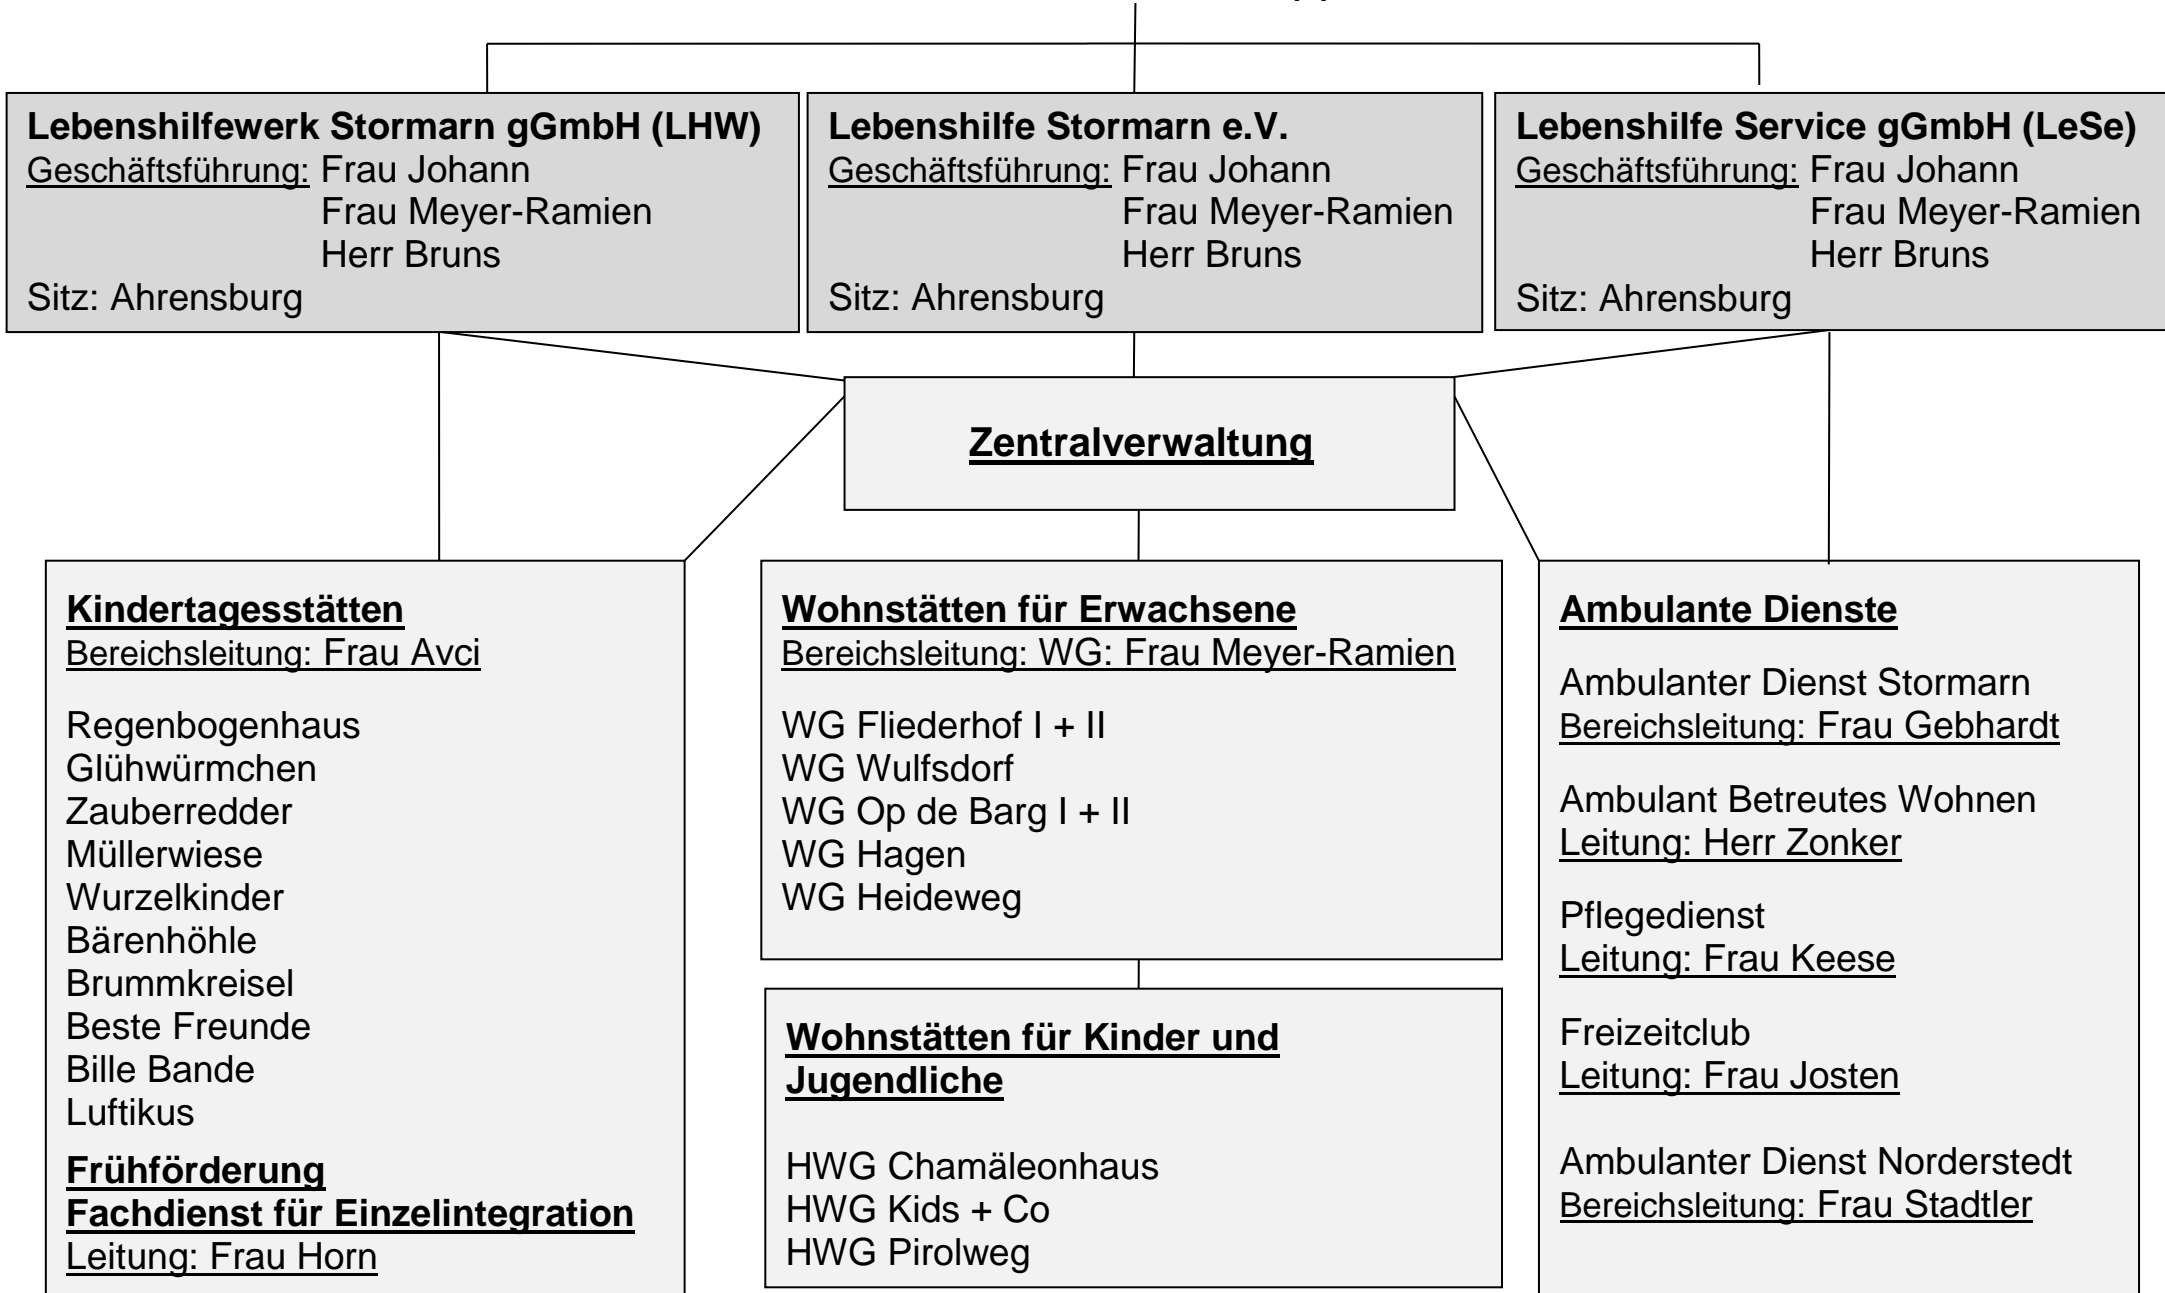 Lebenshilfewerk Stormarn gGmbH (LHW)
Geschäftsführung: Frau Johann
Frau Meyer-Ramien
Herr Bruns
Sitz: Ahrensburg
Lebenshilfe Stormarn e.V.
Geschäftsführung: Frau Johann
Frau Meyer-Ramien
Herr Bruns
Sitz: Ahrensburg
Lebenshilfe Service gGmbH (LeSe)
Geschäftsführung: Frau Johann
Frau Meyer-Ramien
Herr Bruns
Sitz: Ahrensburg
Zentralverwaltung
Kindertagesstätten
Bereichsleitung: Frau Avci
Regenbogenhaus
Glühwürmchen
Zauberredder
Müllerwiese
Wurzelkinder
Bärenhöhle
Brummkreisel
Beste Freunde
Bille Bande
Luftikus
Frühförderung
Fachdienst für Einzelintegration
Leitung: Frau Horn
Wohnstätten für Erwachsene
Bereichsleitung: WG: Frau Meyer-Ramien
WG Fliederhof I + II
WG Wulfsdorf
WG Op de Barg I + II
WG Hagen
WG Heideweg
Wohnstätten für Kinder und
Jugendliche
HWG Chamäleonhaus
HWG Kids + Co
HWG Pirolweg
Ambulante Dienste
Ambulanter Dienst Stormarn
Bereichsleitung: Frau Gebhardt
Ambulant Betreutes Wohnen
Leitung: Herr Zonker
Pflegedienst
Leitung: Frau Keese
Freizeitclub
Leitung: Frau Josten
Ambulanter Dienst Norderstedt
Bereichsleitung: Frau Stadtler